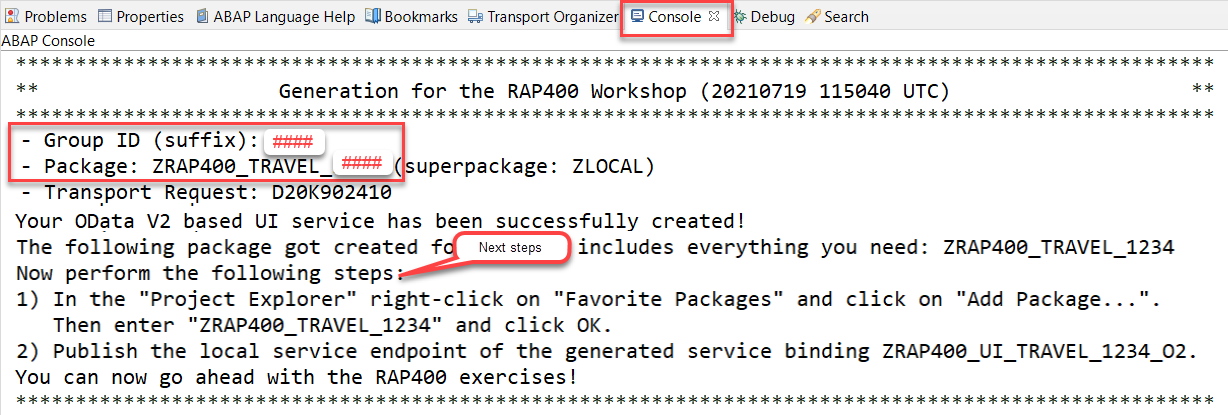 Problems Properties ABAP Language Help Bookmarks Transport Organizer Console Debug Search
ABAP Console
****************************************************************************************************
** Generation for the RAP400 Workshop (20210719 115040 UTC) **
****************************************************************************************************
- Group ID (suffix): ####
- Package: ZRAP400_TRAVEL_#### (superpackage: ZLOCAL)
- Transport Request: D20K902410
Your OData V2 based UI service has been successfully created!
The following package got created fo Next steps includes everything you need: ZRAP400_TRAVEL_1234
Now perform the following steps:
1) In the "Project Explorer" right-click on "Favorite Packages" and click on "Add Package...".
Then enter "ZRAP400_TRAVEL_1234" and click OK.
2) Publish the local service endpoint of the generated service binding ZRAP400_UI_TRAVEL_1234_O2.
You can now go ahead with the RAP400 exercises!
****************************************************************************************************